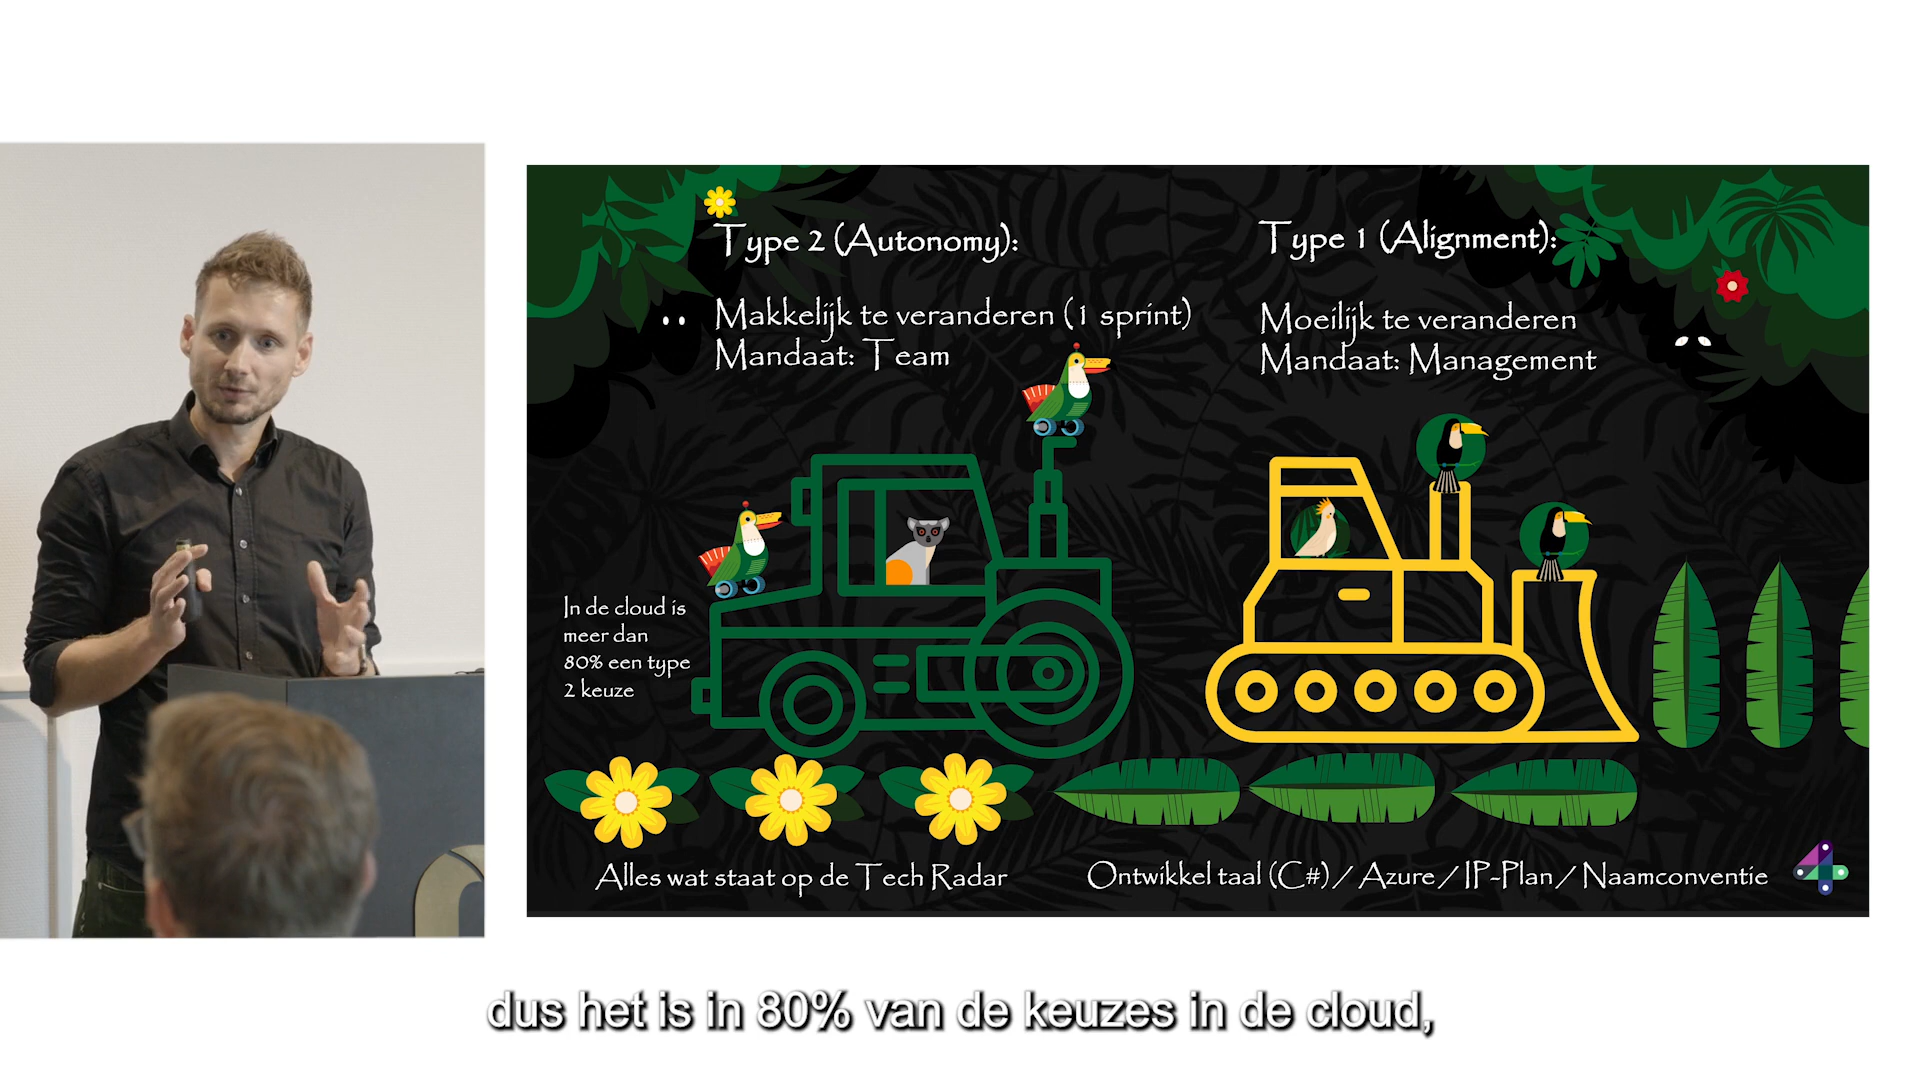 Type 2 (Autonomy):
Makkelijk te veranderen (1 sprint)
Mandaat: Team
Type 1 (Alignment):
Moeilijk te veranderen
Mandaat: Management
In de cloud is
meer dan
80% een type
2 keuze
Alles wat staat op de Tech Radar
Ontwikkel taal (C#) / Azure / IP-Plan / Naamconventie
dus het is in 80% van de keuzes in de cloud,